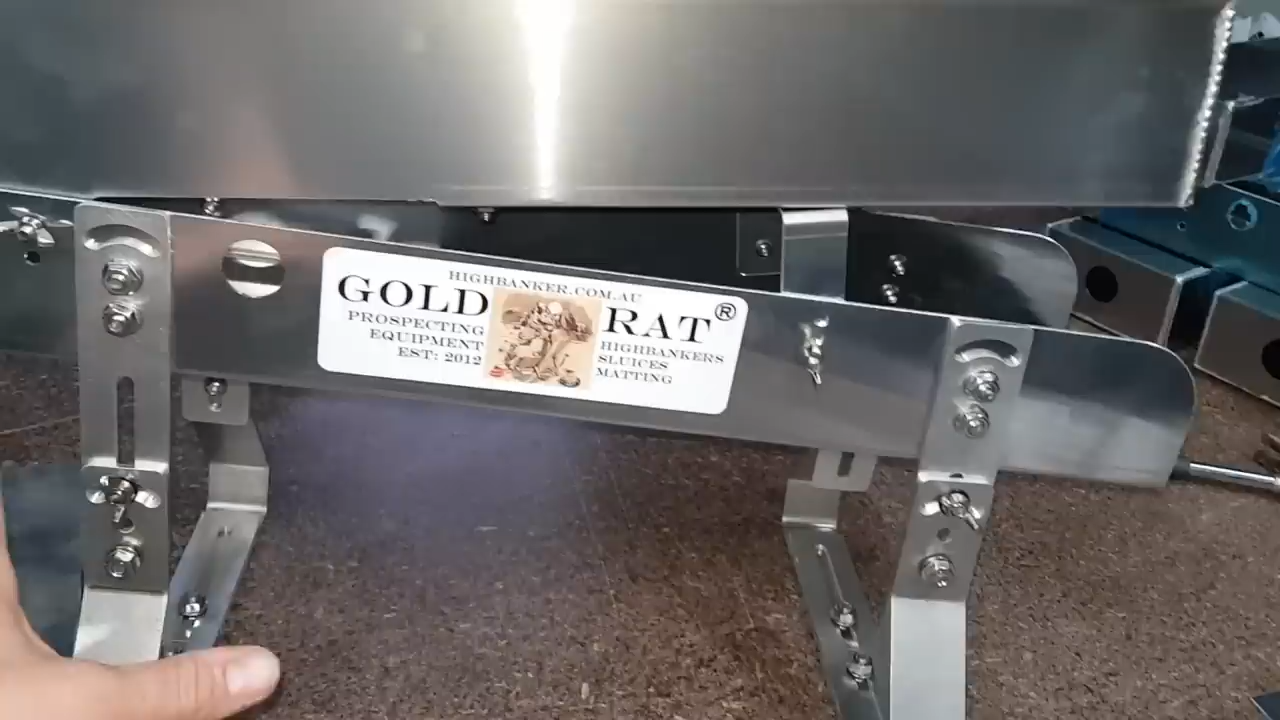 HIGHBANKER.COM.AU
GOLD RAT®
PROSPECTING
EQUIPMENT
EST: 2012
HIGHBANKERS
SLUICES
MATTING